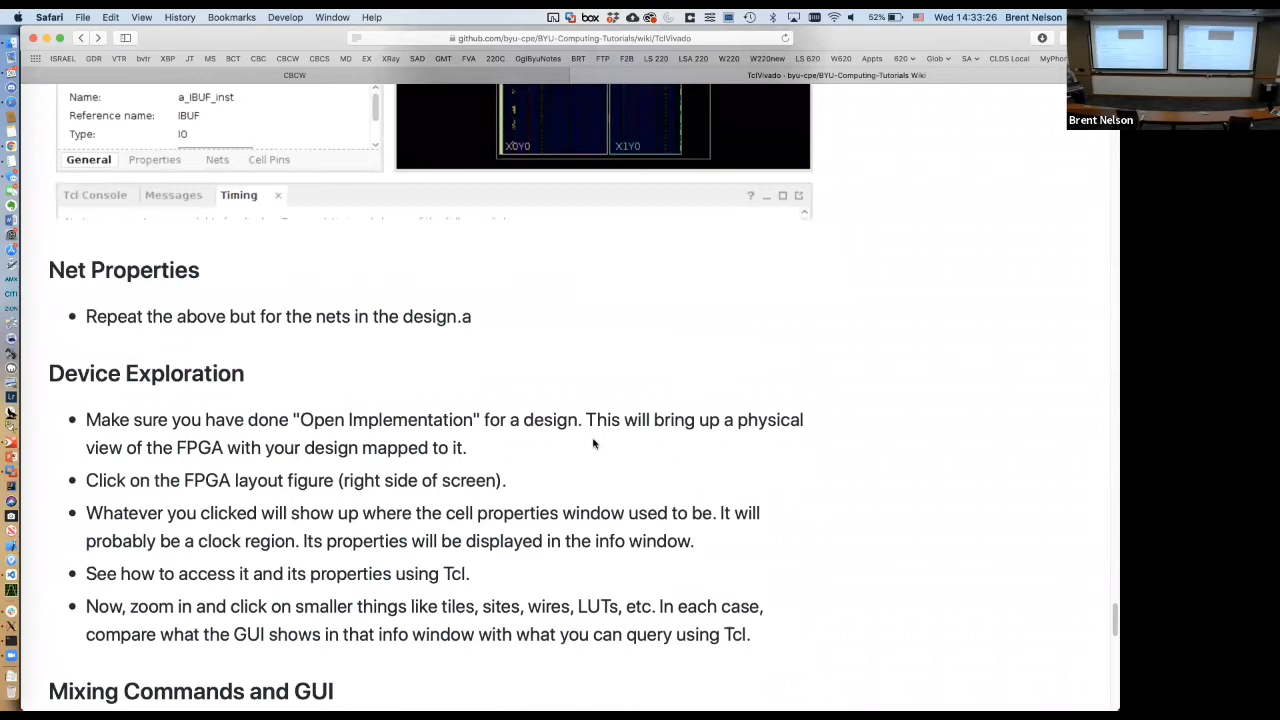 Safari File Edit View History Bookmarks Develop Window Help box 52% Wed 14:33:26 Brent Nelson
github.com/byu-cpe/BYU-Computing-Tutorials/wiki/TclVivado
ISRAEL GDR VTR bvtr XBP JT MS BCT CBC CBW CBCW CBCS MD EX XRay SAD GMT FVA 220C OglByuNotes BRT FTP F2B LS 220 LSA 220 W220 W220new LS 620 W620 Appts 620 Glob SA CLDS Local MyPhon
CBCW TclVivado - byu-cpe/BYU-Computing-Tutorials Wiki
Brent Nelson
Name: a_IBUF_inst
Reference name: IBUF
Type: IO
X0Y0 X1Y0
General Properties Nets Cell Pins
Tcl Console Messages Timing
Net Properties
Repeat the above but for the nets in the design.a
Device Exploration
Make sure you have done "Open Implementation" for a design. This will bring up a physical
view of the FPGA with your design mapped to it.
Click on the FPGA layout figure (right side of screen).
Whatever you clicked will show up where the cell properties window used to be. It will
probably be a clock region. Its properties will be displayed in the info window.
See how to access it and its properties using Tcl.
Now, zoom in and click on smaller things like tiles, sites, wires, LUTs, etc. In each case,
compare what the GUI shows in that info window with what you can query using Tcl.
Mixing Commands and GUI